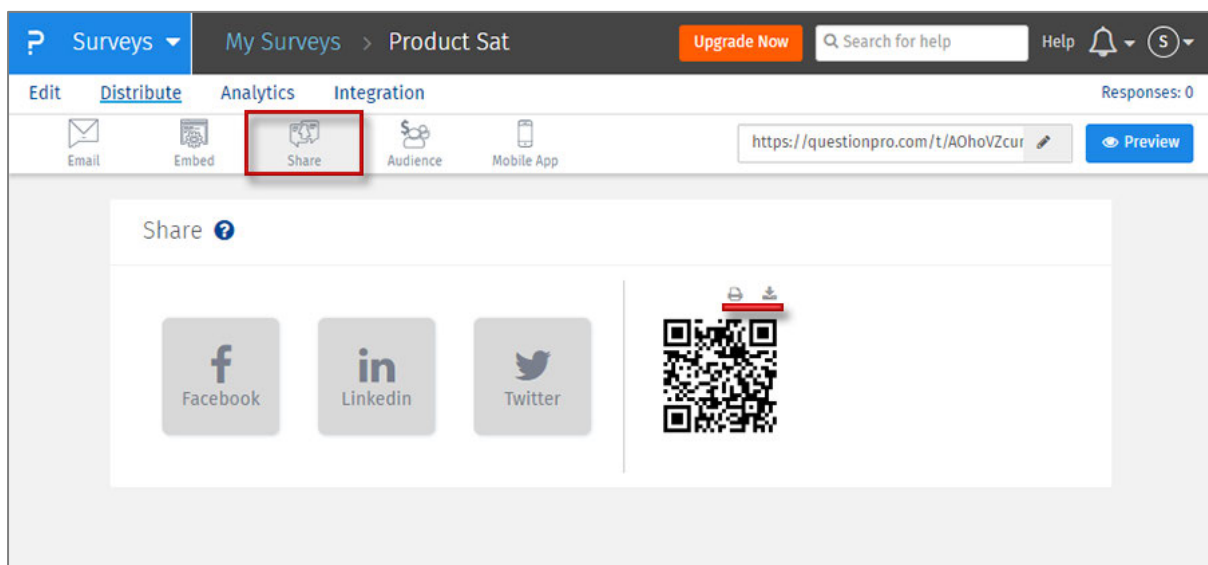 Surveys
My Surveys > Product Sat
Upgrade Now
Search for help
Help
S
Edit
Distribute
Analytics
Integration
Responses: 0
Email
Embed
Share
Audience
Mobile App
https://questionpro.com/t/AOhoVZcur
Preview
Share
Facebook
Linkedin
Twitter